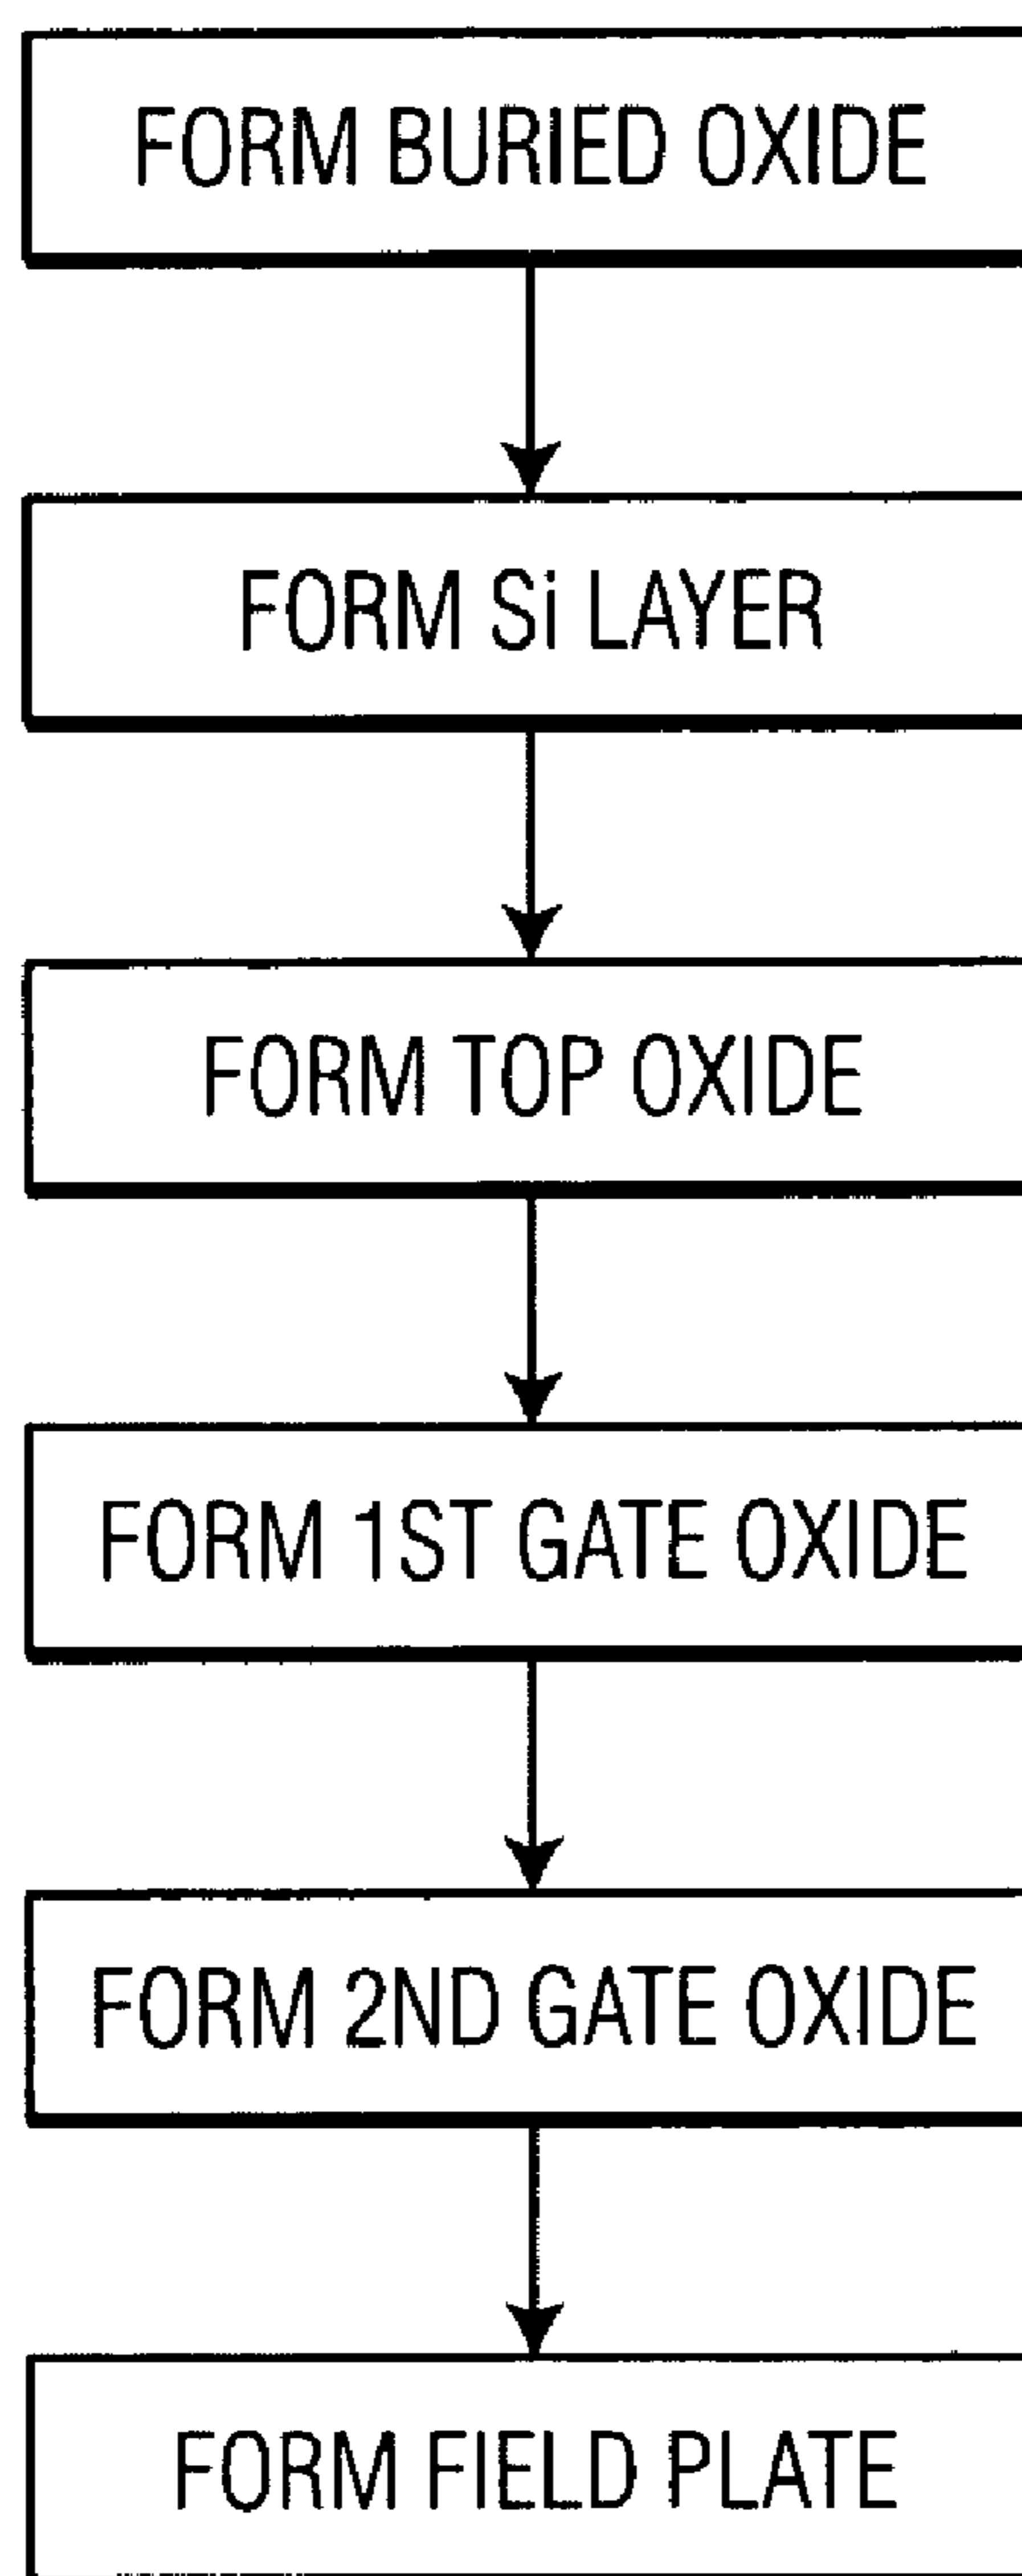 FORM BURIED OXIDE
FORM Si LAYER
FORM TOP OXIDE
FORM 1ST GATE OXIDE
FORM 2ND GATE OXIDE
FORM FIELD PLATE